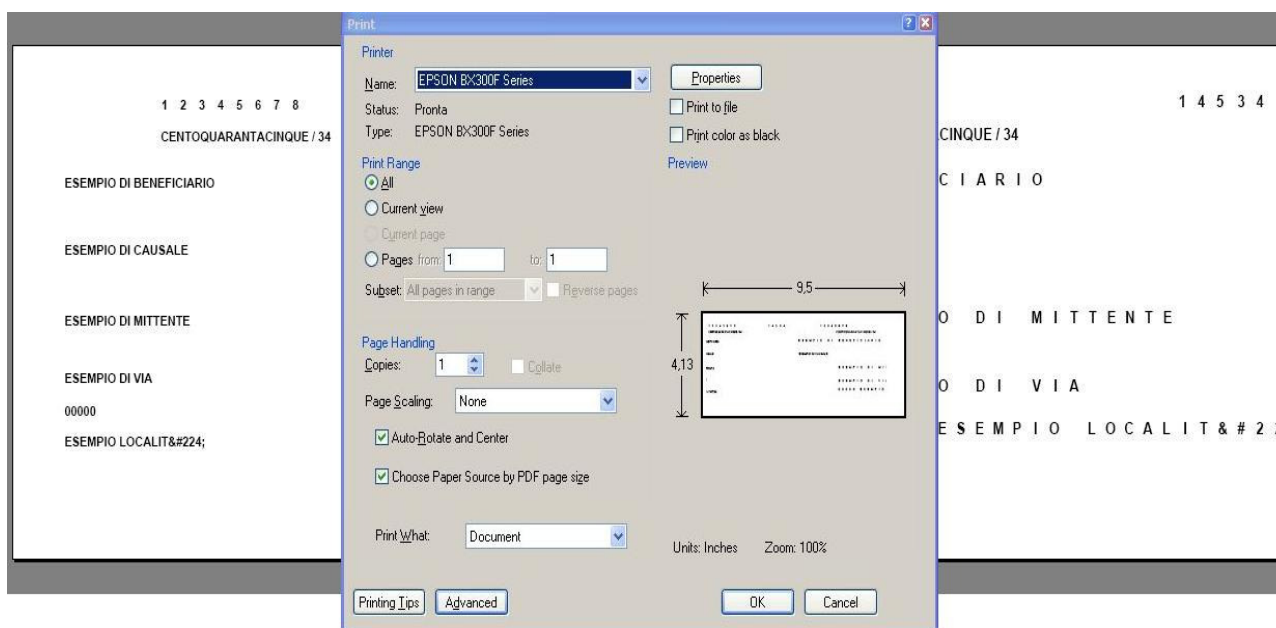 Print
Printer
Name: EPSON BX300F Series
Properties
Status: Pronta
Print to file
Type: EPSON BX300F Series
Print color as black
Print Range
Preview
All
Current view
Current page
Pages from: 1 to: 1
Subset: All pages in range
Reverse pages
9,5
4,13
Page Handling
Copies: 1
Collate
Page Scaling: None
Auto-Rotate and Center
Choose Paper Source by PDF page size
Print What: Document
Units: Inches Zoom: 100%
Printing Tips
Advanced
OK
Cancel
1 2 3 4 5 6 7 8
CENTOQUARANTACINQUE / 34
ESEMPIO DI BENEFICIARIO
ESEMPIO DI CAUSALE
ESEMPIO DI MITTENTE
ESEMPIO DI VIA
00000
ESEMPIO LOCALIT&#224;
1 4 5 3 4
CINQUE / 34
C I A R I O
O D I M I T T E N T E
O D I V I A
E S E M P I O L O C A L I T & # 2